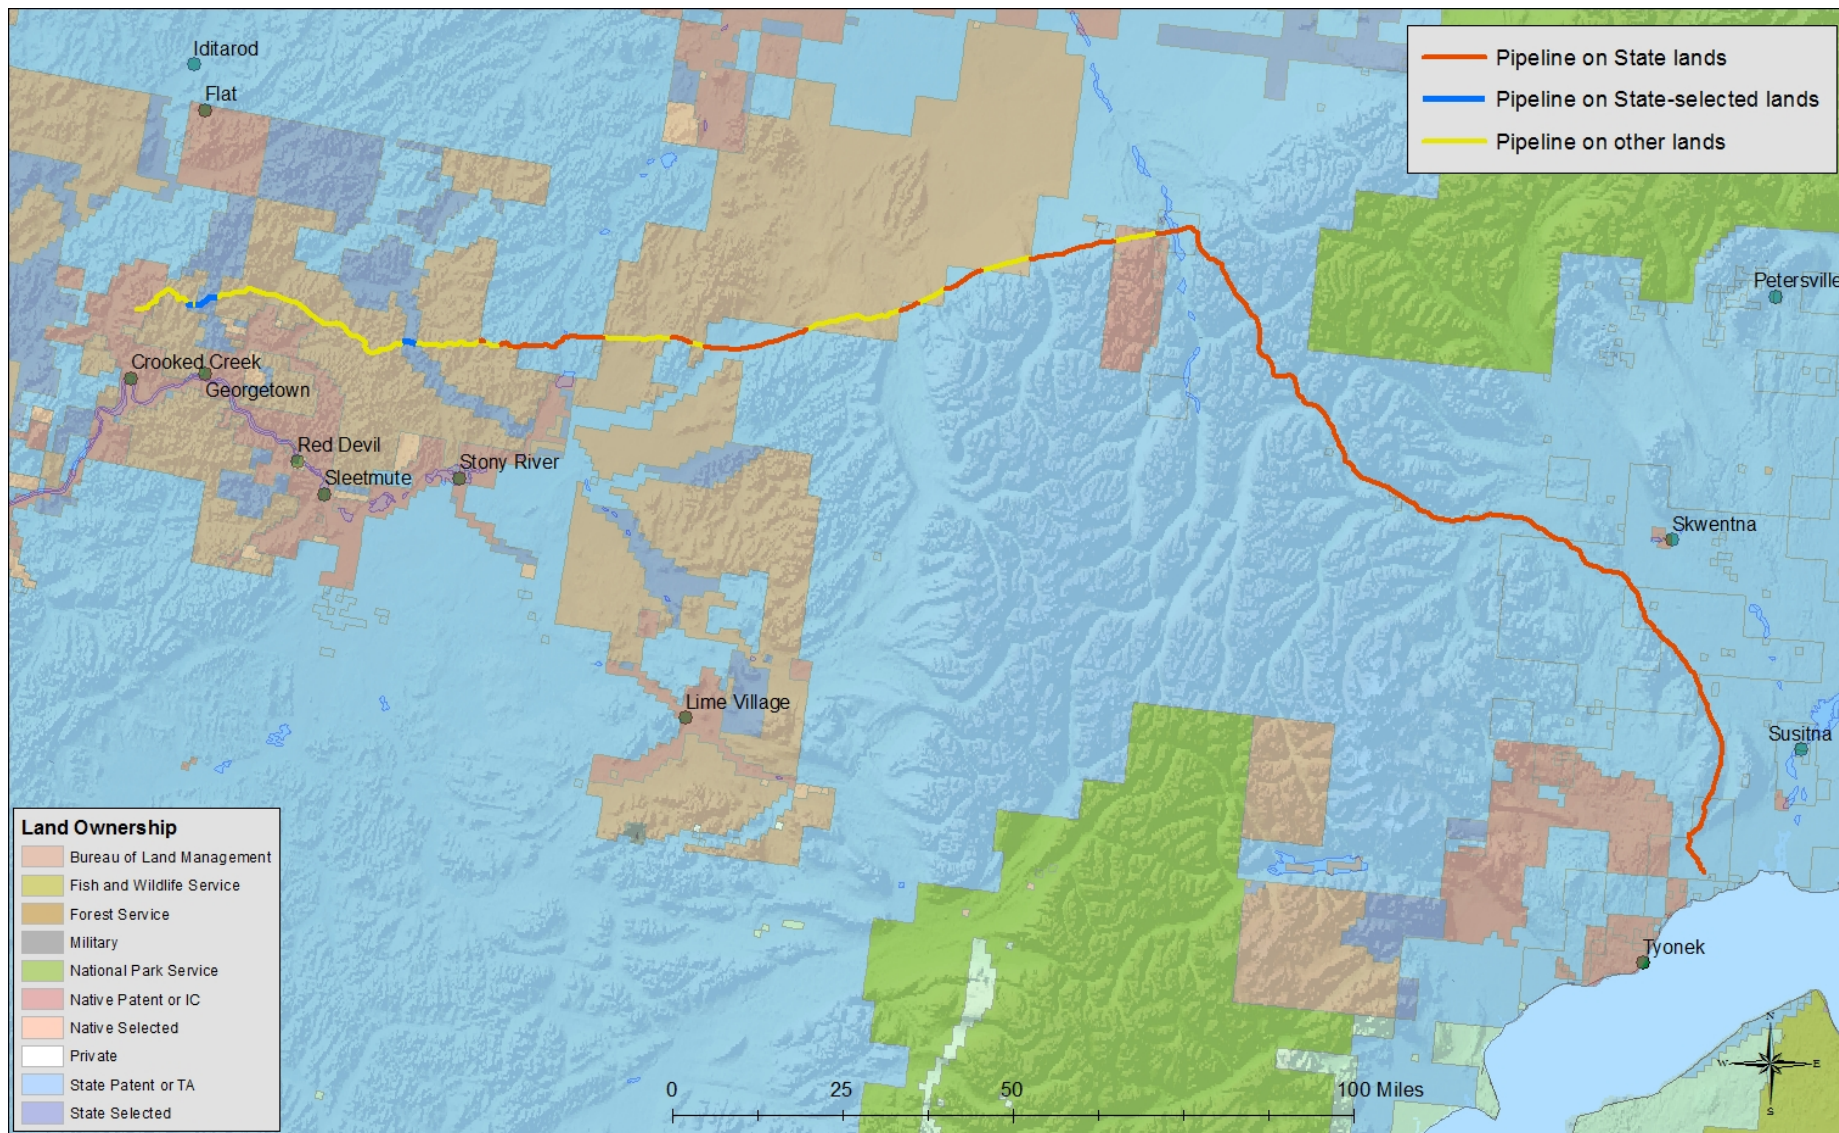 Iditarod
Flat
Pipeline on State lands
Pipeline on State-selected lands
Pipeline on other lands
Petersville
Crooked Creek
Georgetown
Red Devil
Stony River
Sleetmute
Skwentna
Lime Village
Susitna
Land Ownership
Bureau of Land Management
Fish and Wildlife Service
Forest Service
Military
National Park Service
Native Patent or IC
Native Selected
Private
State Patent or TA
State Selected
Tyonek
N
W E
S
0 25 50 100 Miles